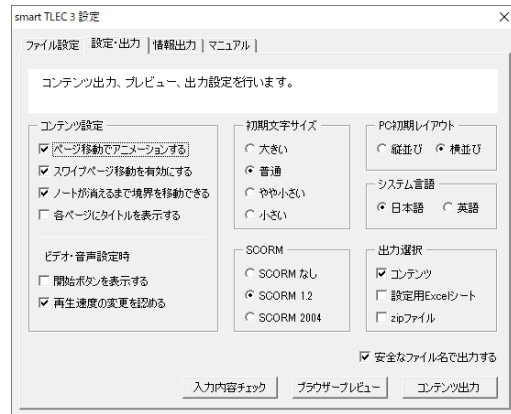 smart TLEC 3 設定
ファイル設定 設定・出力 情報出力 マニュアル
コンテンツ出力、プレビュー、出力設定を行います。
コンテンツ設定
ページ移動でアニメーションする
スワイプページ移動を有効にする
ノートが消えるまで境界を移動できる
各ページにタイトルを表示する
ビデオ・音声設定時
開始ボタンを表示する
再生速度の変更を認める
初期文字サイズ
大きい
普通
やや小さい
小さい
SCORM
SCORM なし
SCORM 1.2
SCORM 2004
PC初期レイアウト
縦並び 横並び
システム言語
日本語 英語
出力選択
コンテンツ
設定用Excelシート
zipファイル
安全なファイル名で出力する
入力内容チェック ブラウザープレビュー コンテンツ出力